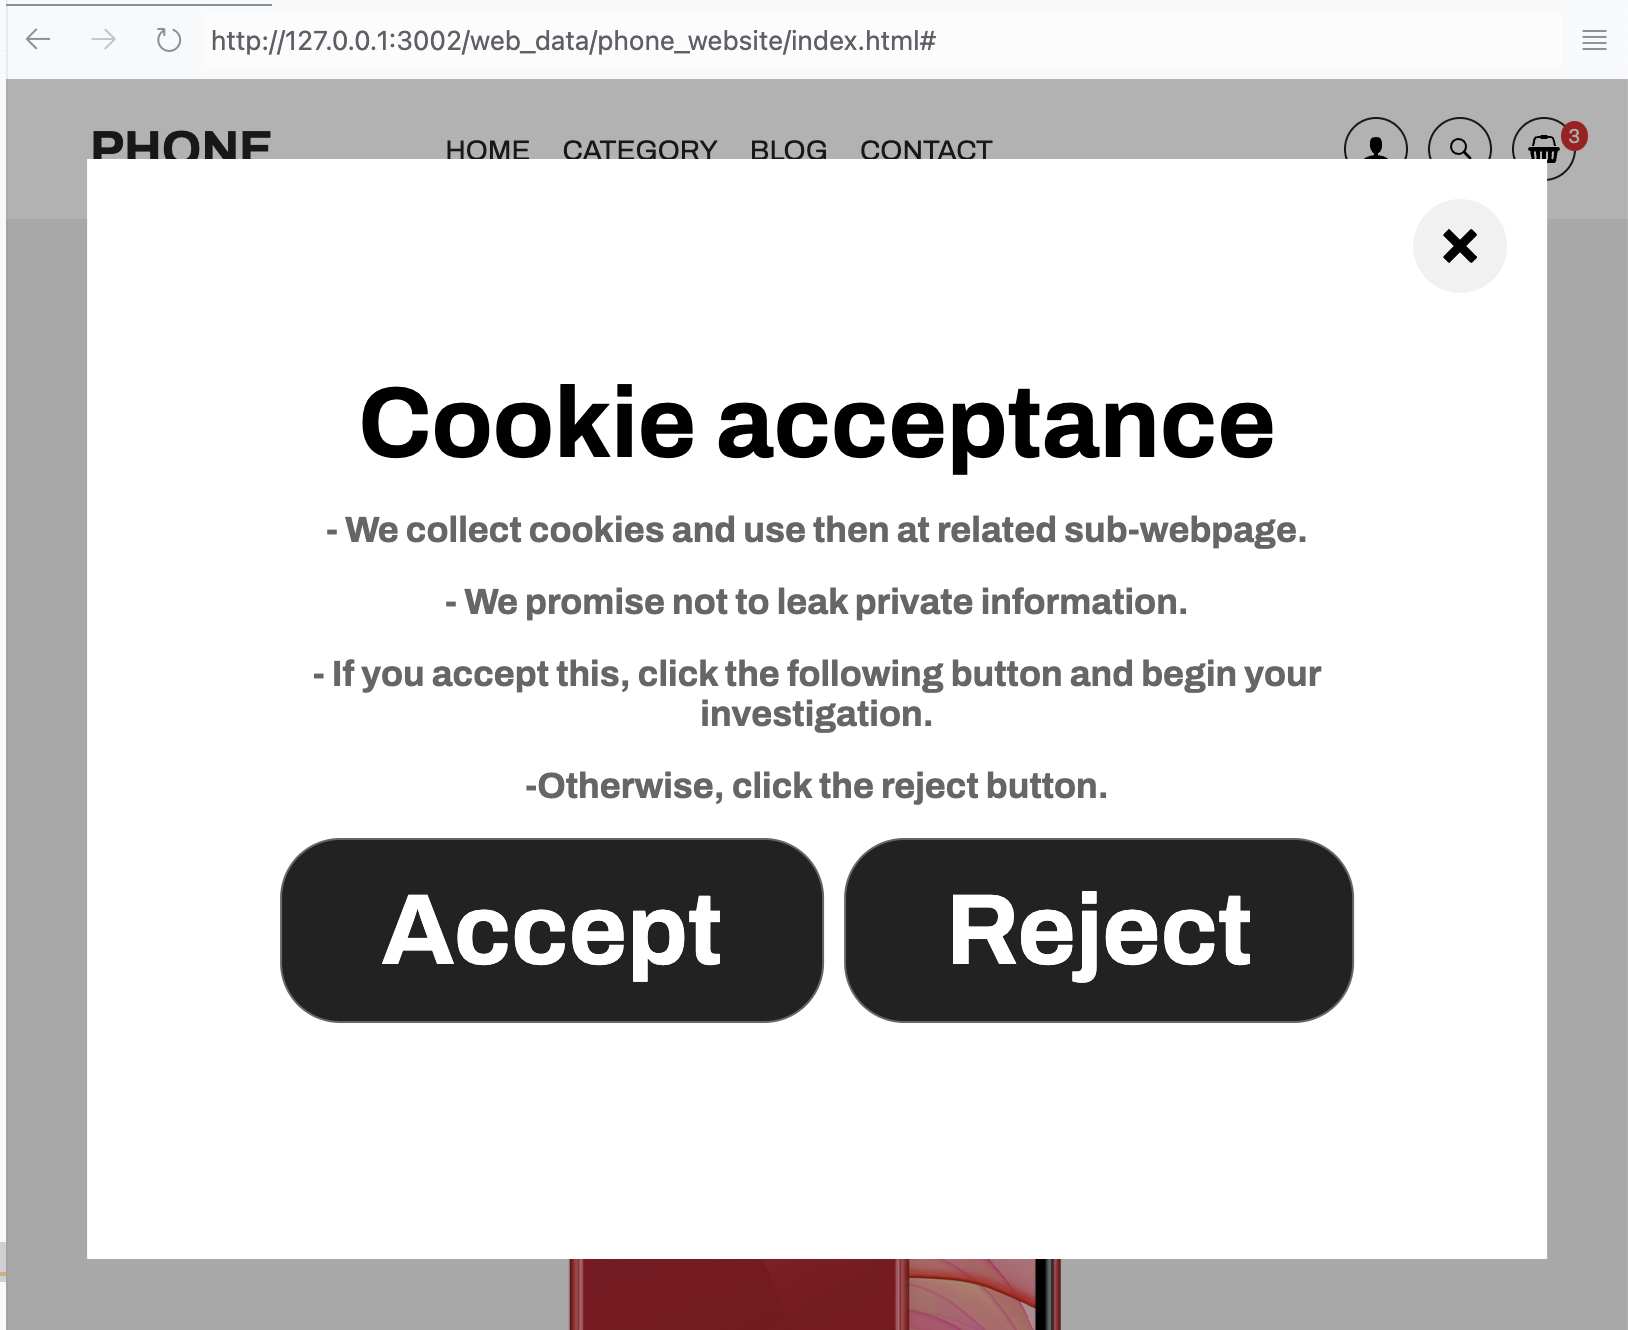 http://127.0.0.1:3002/web_data/phone_website/index.html#
PHONE
HOME CATEGORY BLOG CONTACT
3
Cookie acceptance
- We collect cookies and use then at related sub-webpage.
- We promise not to leak private information.
- If you accept this, click the following button and begin your
investigation.
-Otherwise, click the reject button.
Accept Reject